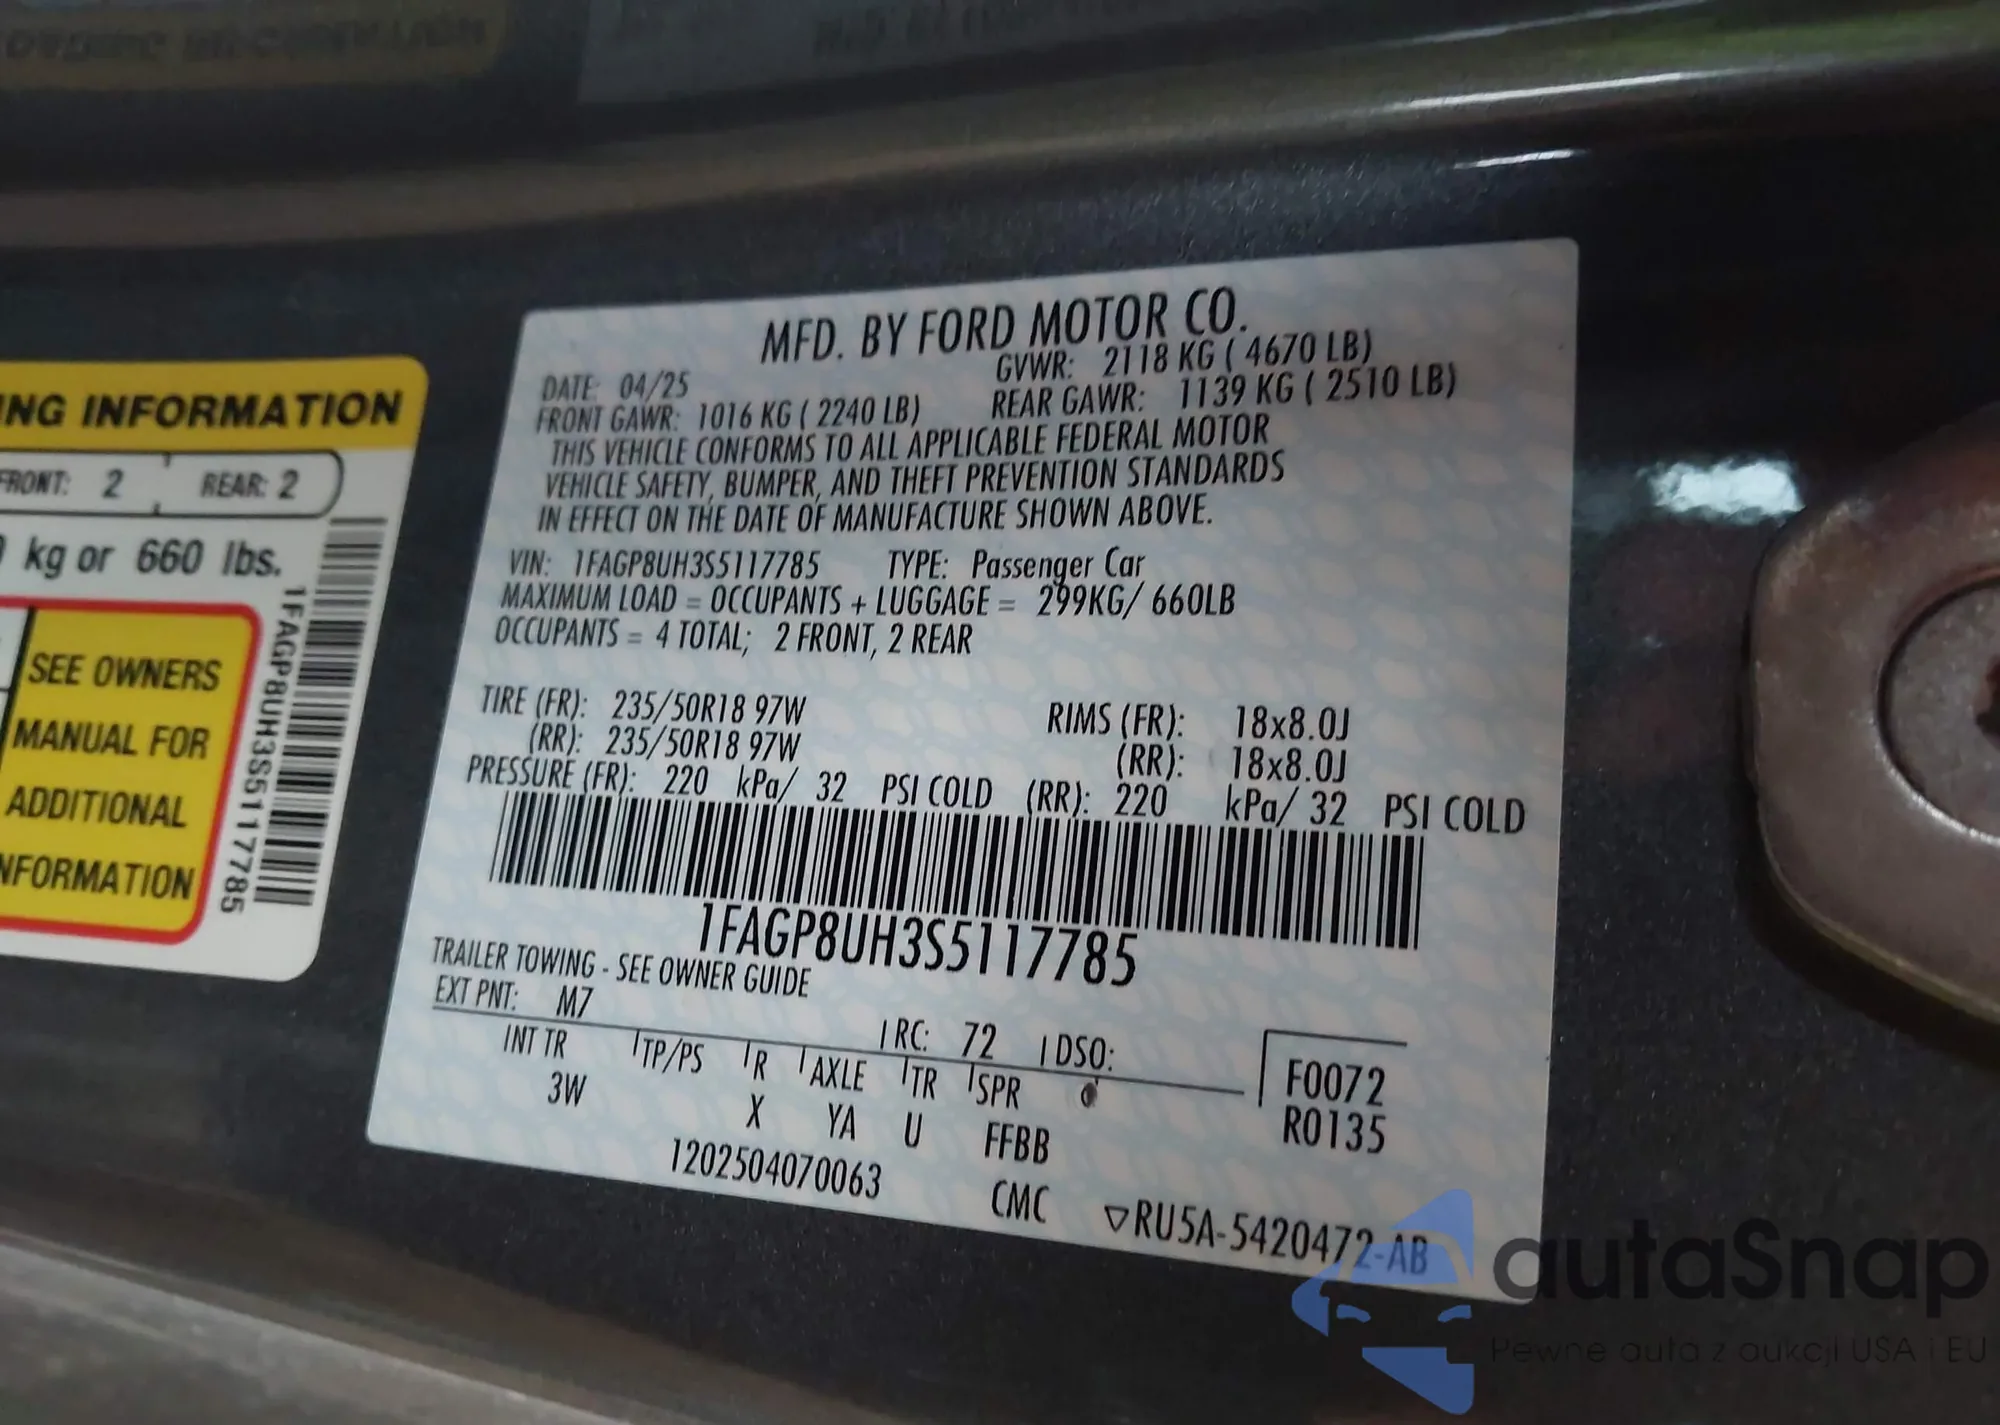 NG INFORMATION
FRONT: 2 REAR: 2
kg or 660 lbs.
SEE OWNERS
MANUAL FOR
ADDITIONAL
NFORMATION
1FAGP8UH3S5117785
MFD. BY FORD MOTOR CO.
DATE: 04/25 GVWR: 2118 KG ( 4670 LB)
FRONT GAWR: 1016 KG ( 2240 LB) REAR GAWR: 1139 KG ( 2510 LB)
THIS VEHICLE CONFORMS TO ALL APPLICABLE FEDERAL MOTOR
VEHICLE SAFETY, BUMPER, AND THEFT PREVENTION STANDARDS
IN EFFECT ON THE DATE OF MANUFACTURE SHOWN ABOVE.
VIN: 1FAGP8UH3S5117785 TYPE: Passenger Car
MAXIMUM LOAD = OCCUPANTS + LUGGAGE = 299KG/ 660LB
OCCUPANTS = 4 TOTAL; 2 FRONT, 2 REAR
TIRE (FR): 235/50R18 97W RIMS (FR): 18x8.0J
(RR): 235/50R18 97W (RR): 18x8.0J
PRESSURE (FR): 220 kPa/ 32 PSI COLD (RR): 220 kPa/ 32 PSI COLD
1FAGP8UH3S5117785
TRAILER TOWING - SEE OWNER GUIDE
EXT PNT: M7 RC: 72 DSO:
INT TR TP/PS R AXLE TR SPR F0072
3W X YA U FFBB R0135
1202504070063 CMC ▽RU5A-5420472-AB
autaSnap
Pewne auta z aukcji USA i EU